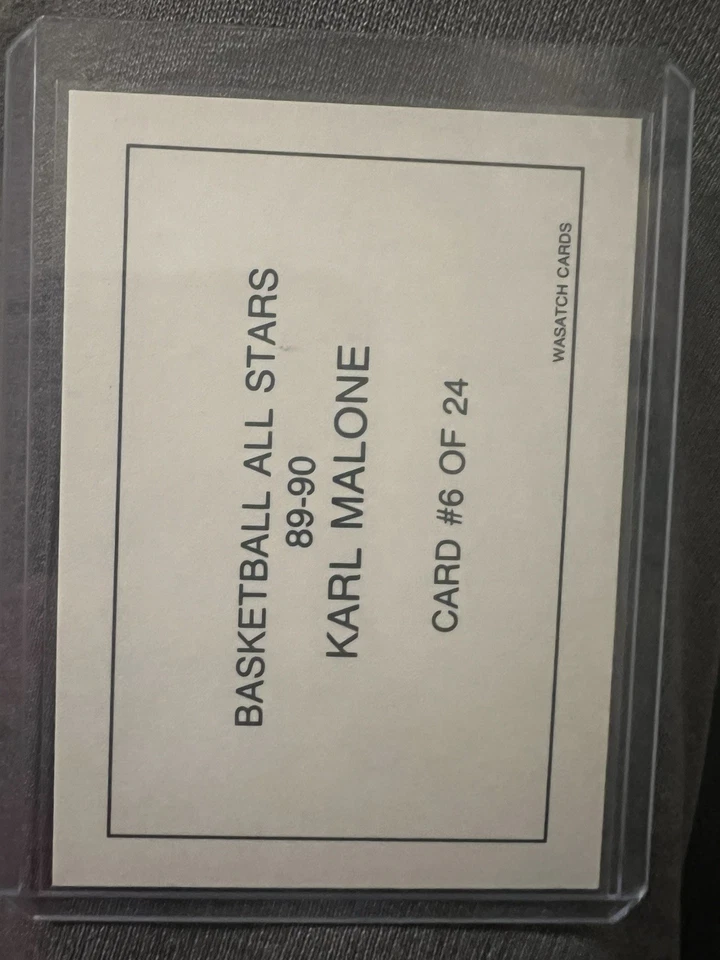 BASKETBALL ALL STARS
89-90
KARL MALONE
CARD #6 OF 24
WASATCH CARDS